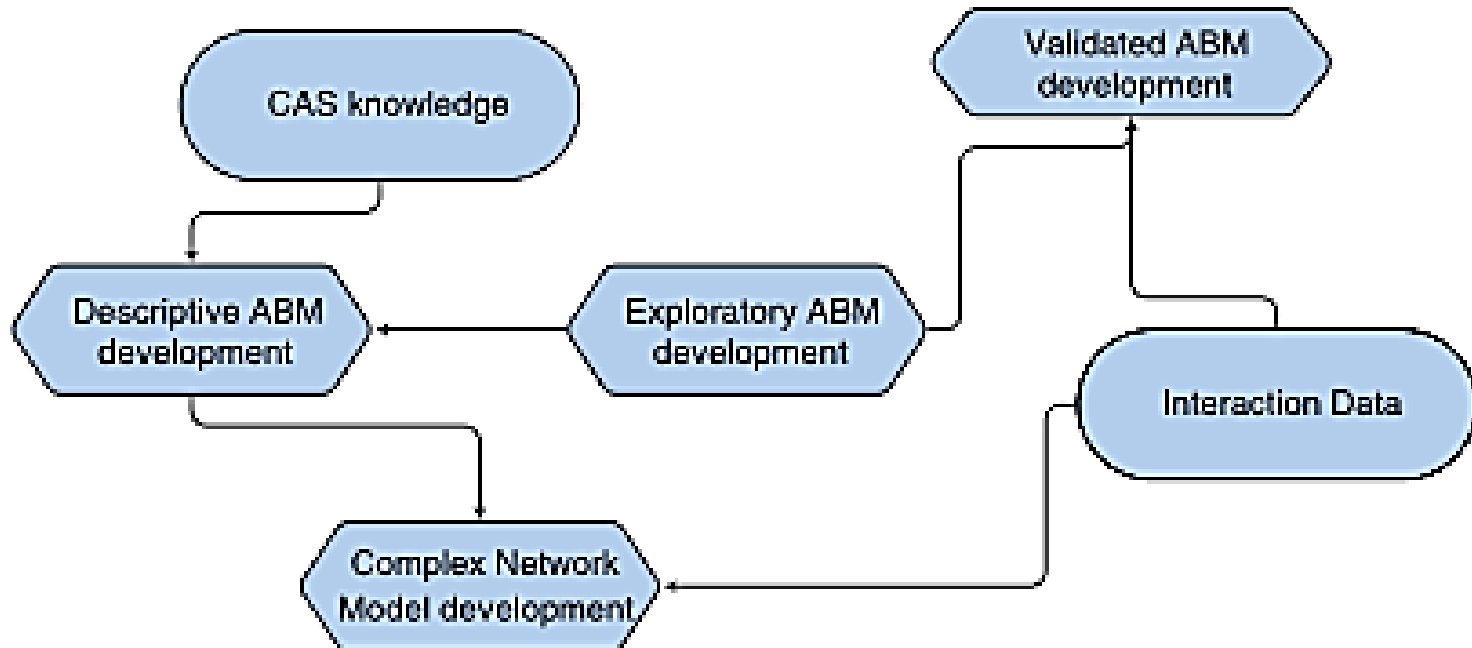 CAS knowledge
Validated ABM
development
Descriptive ABM
development
Exploratory ABM
development
Interaction Data
Complex Network
Model development